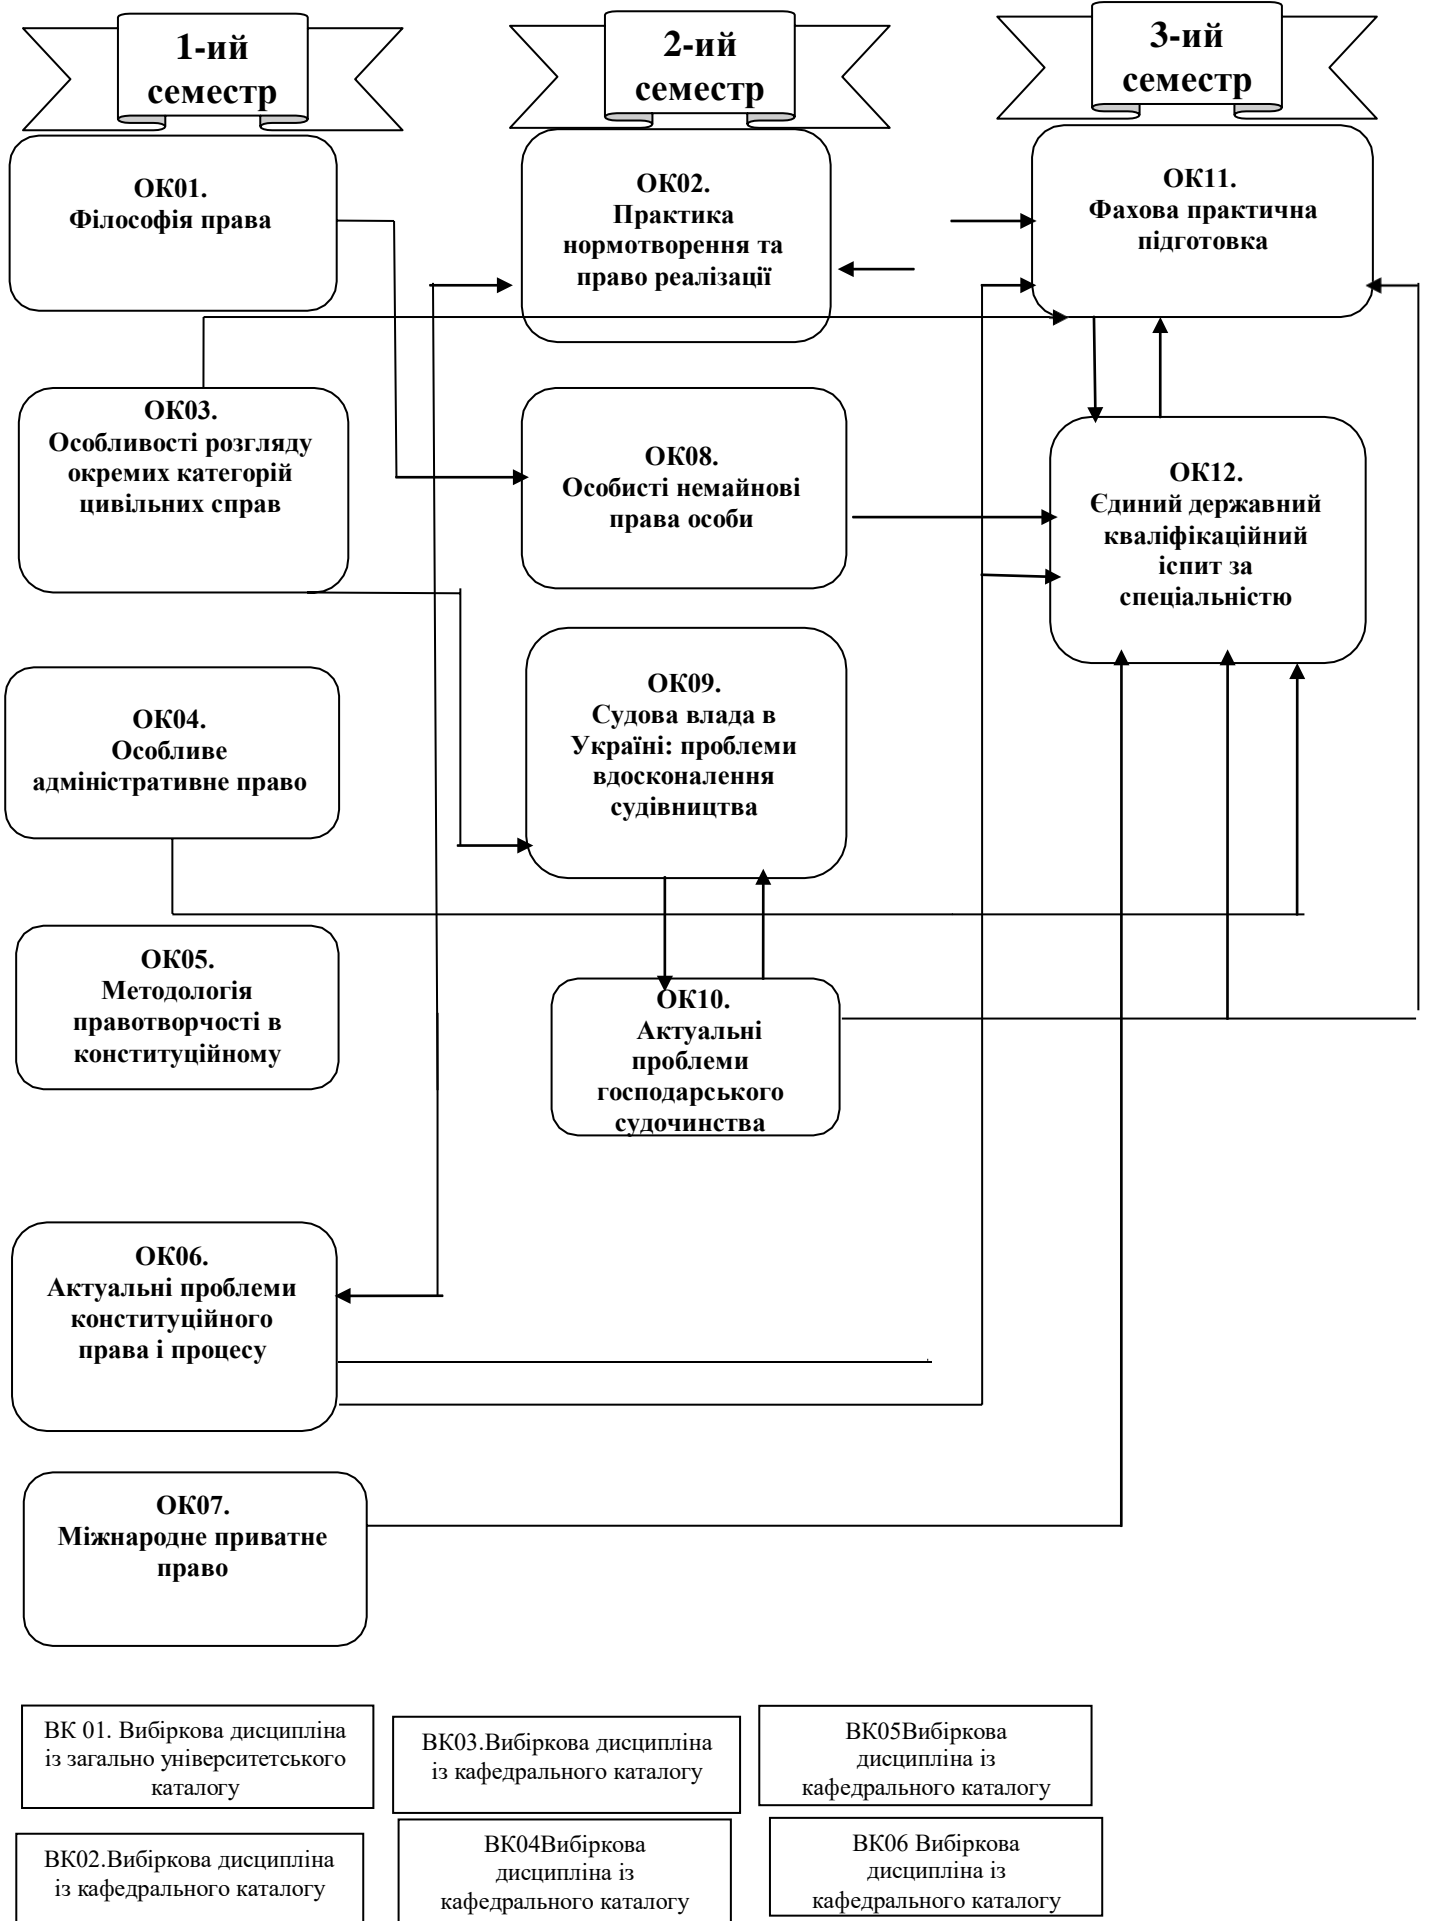 1-ий
семестр
2-ий
семестр
3-ий
семестр
ОК01.
Філософія права
ОК03.
Особливості розгляду
окремих категорій
цивільних справ
ОК04.
Особливе
адміністративне право
ОК05.
Методологія
правотворчості в
конституційному
ОК06.
Актуальні проблеми
конституційного
права і процесу
ОК07.
Міжнародне приватне
право
ОК02.
Практика
нормотворення та
право реалізації
ОК08.
Особисті немайнові
права особи
ОК09.
Судова влада в
Україні: проблеми
вдосконалення
судівництва
ОК10.
Актуальні
проблеми
господарського
судочинства
ОК11.
Фахова практична
підготовка
ОК12.
Єдиний державний
кваліфікаційний
іспит за
спеціальністю
ВК 01. Вибіркова дисципліна
із загально університетського
каталогу
ВК03.Вибіркова дисципліна
із кафедрального каталогу
ВК05Вибіркова
дисципліна із
кафедрального каталогу
ВК02.Вибіркова дисципліна
із кафедрального каталогу
ВК04Вибіркова
дисципліна із
кафедрального каталогу
ВК06 Вибіркова
дисципліна із
кафедрального каталогу